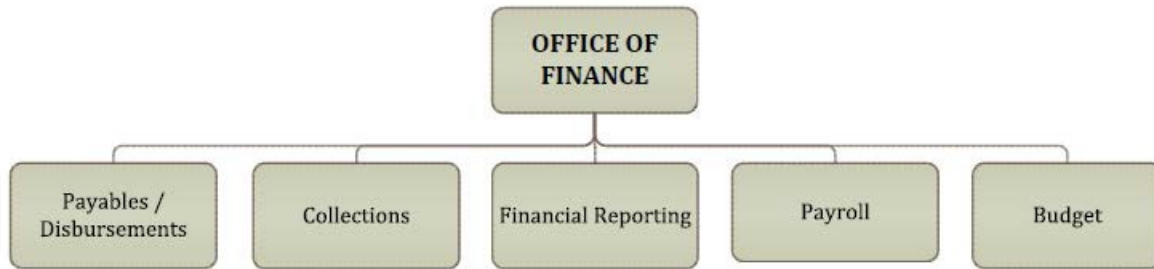 OFFICE OF
FINANCE
Payables /
Disbursements
Collections
Financial Reporting
Payroll
Budget